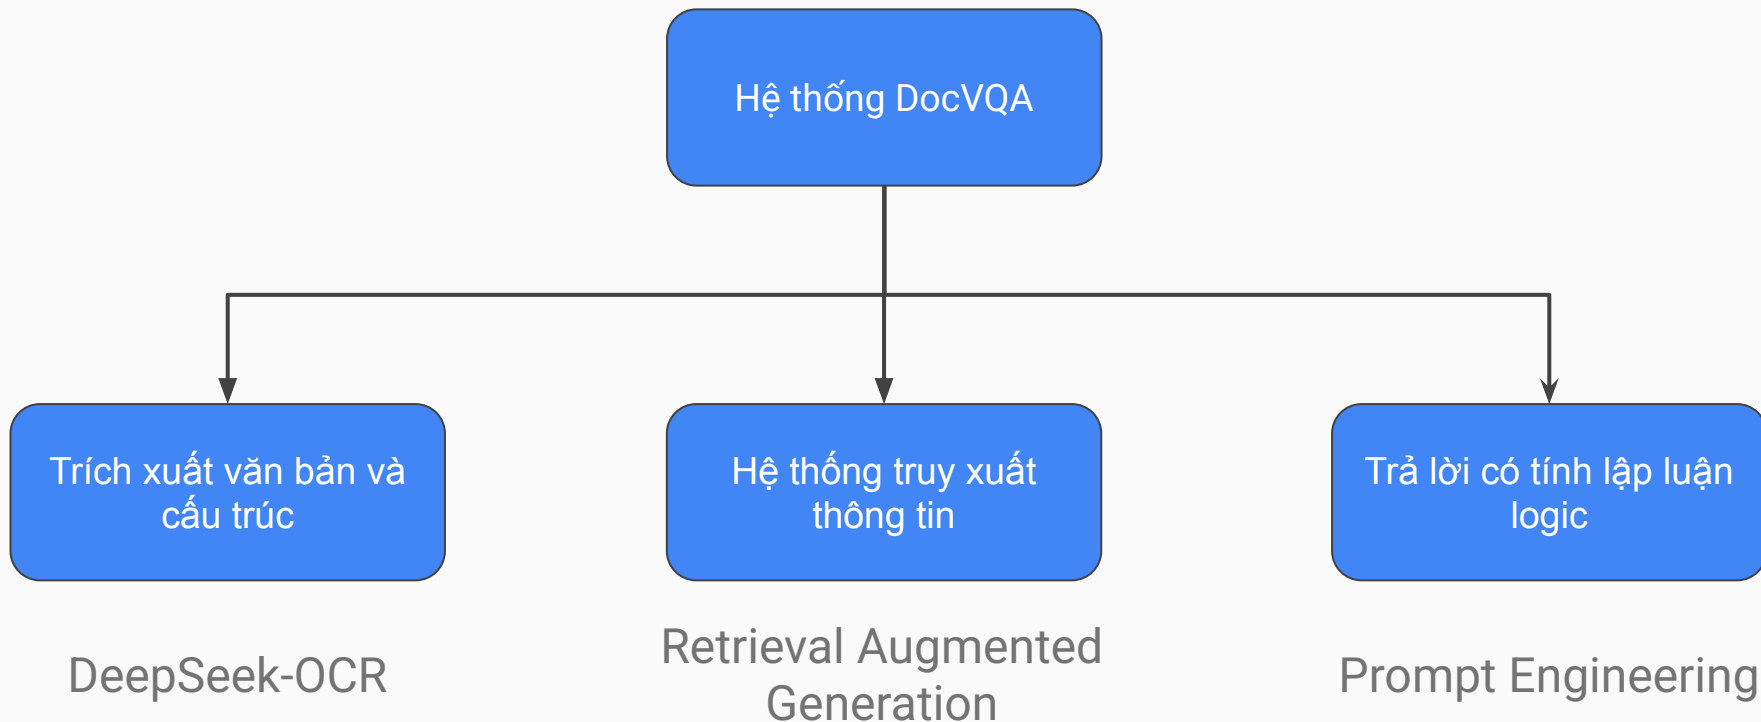 Hệ thống DocVQA
Trích xuất văn bản và
cấu trúc
Hệ thống truy xuất
thông tin
Trả lời có tính lập luận
logic
DeepSeek-OCR
Retrieval Augmented
Generation
Prompt Engineering